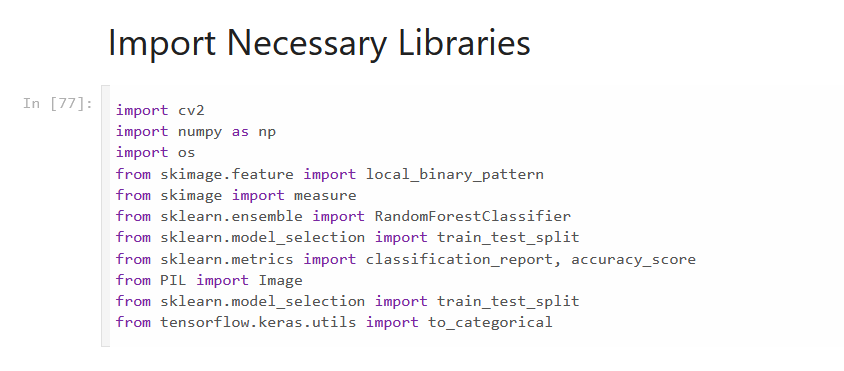 Import Necessary Libraries
In [77]:
import cv2
import numpy as np
import os
from skimage.feature import local_binary_pattern
from skimage import measure
from sklearn.ensemble import RandomForestClassifier
from sklearn.model_selection import train_test_split
from sklearn.metrics import classification_report, accuracy_score
from PIL import Image
from sklearn.model_selection import train_test_split
from tensorflow.keras.utils import to_categorical